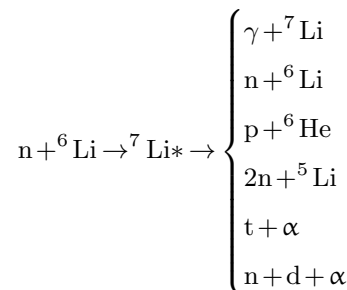 γ + ⁷Li
n + ⁶Li
p + ⁶He
n + ⁶Li → ⁷Li* → {
2n + ⁵Li
t + α
n + d + α